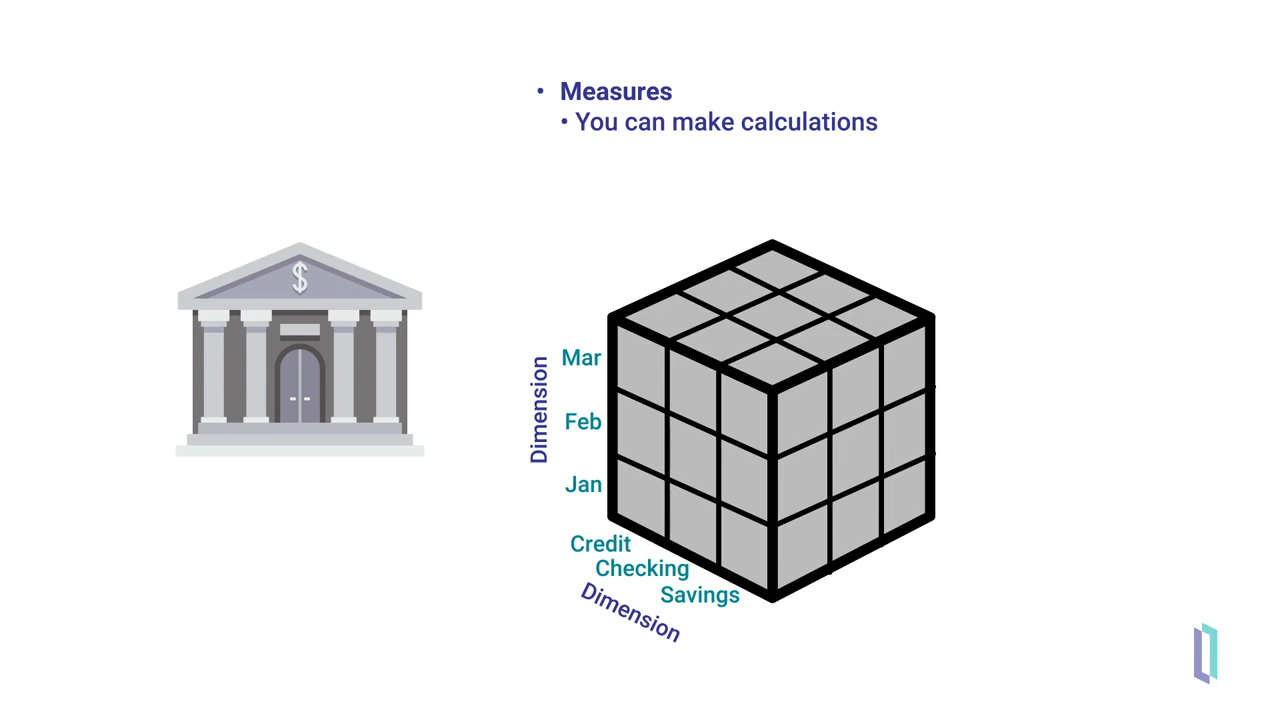 • Measures
• You can make calculations
$
Dimension
Mar
Feb
Jan
Credit
Checking
Savings
Dimension